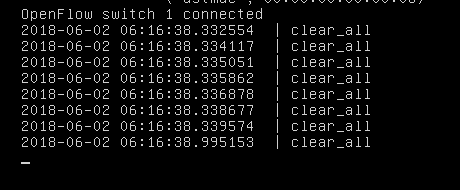 OpenFlow switch 1 connected
2018-06-02 06:16:38.332554  | clear_all
2018-06-02 06:16:38.334117  | clear_all
2018-06-02 06:16:38.335051  | clear_all
2018-06-02 06:16:38.335862  | clear_all
2018-06-02 06:16:38.336878  | clear_all
2018-06-02 06:16:38.338677  | clear_all
2018-06-02 06:16:38.339574  | clear_all
2018-06-02 06:16:38.995153  | clear_all
_